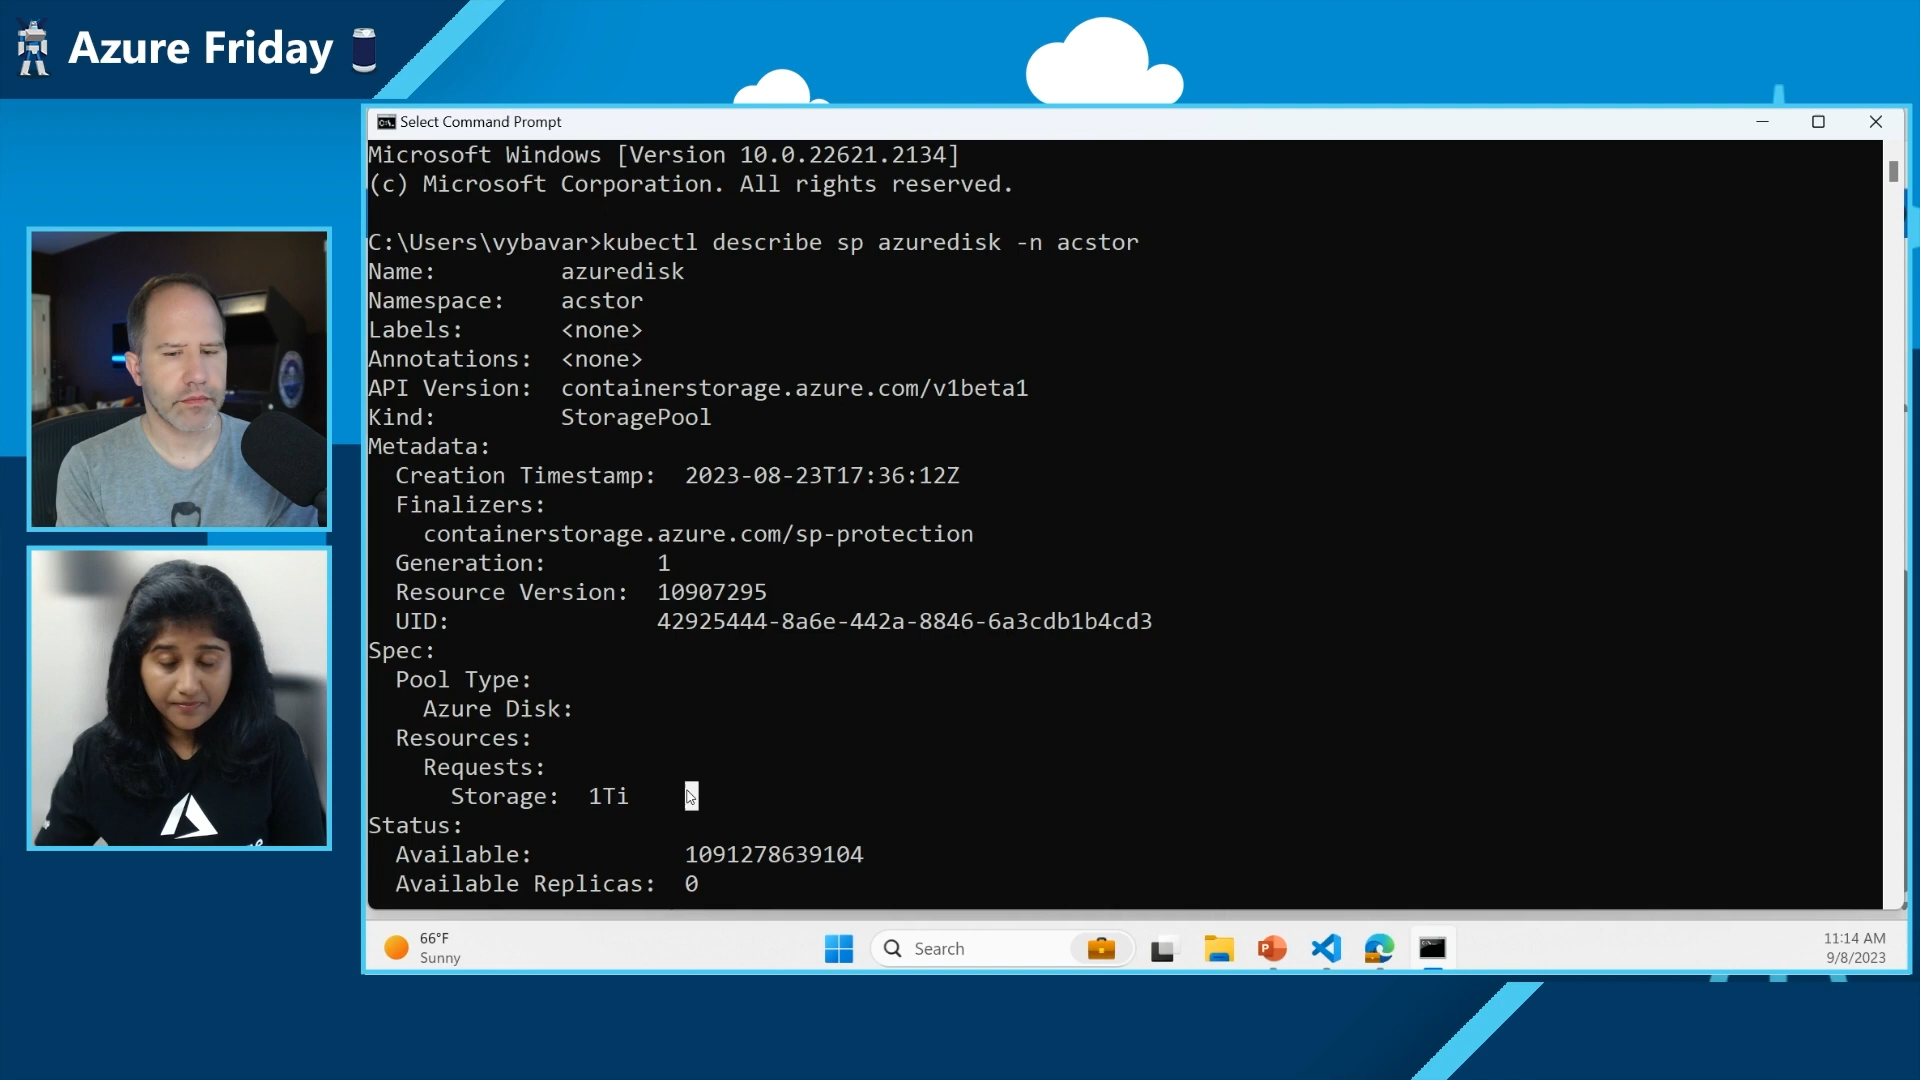 Azure Friday
Select Command Prompt
Microsoft Windows [Version 10.0.22621.2134]
(c) Microsoft Corporation. All rights reserved.
C:\Users\vybavar>kubectl describe sp azuredisk -n acstor
Name: azuredisk
Namespace: acstor
Labels: <none>
Annotations: <none>
API Version: containerstorage.azure.com/v1beta1
Kind: StoragePool
Metadata:
Creation Timestamp: 2023-08-23T17:36:12Z
Finalizers:
containerstorage.azure.com/sp-protection
Generation: 1
Resource Version: 10907295
UID: 42925444-8a6e-442a-8846-6a3cdb1b4cd3
Spec:
Pool Type:
Azure Disk:
Resources:
Requests:
Storage: 1Ti
Status:
Available: 1091278639104
Available Replicas: 0
66°F
Sunny
Search
11:14 AM
9/8/2023